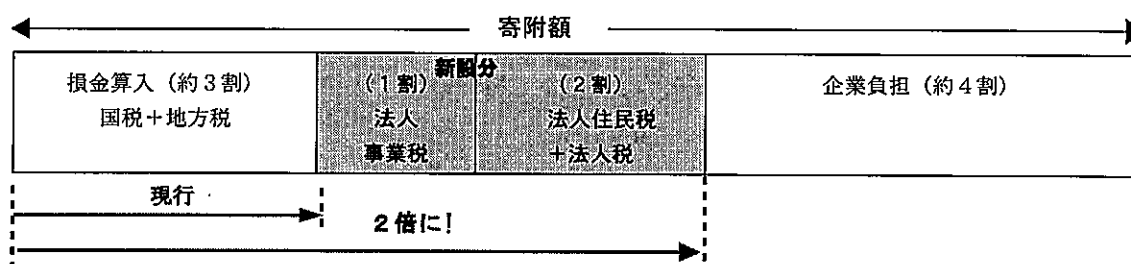 寄附額
損金算入（約３割）
国税＋地方税
新設分
（１割）
法人
事業税
（２割）
法人住民税
＋法人税
企業負担（約４割）
現行
２倍に！